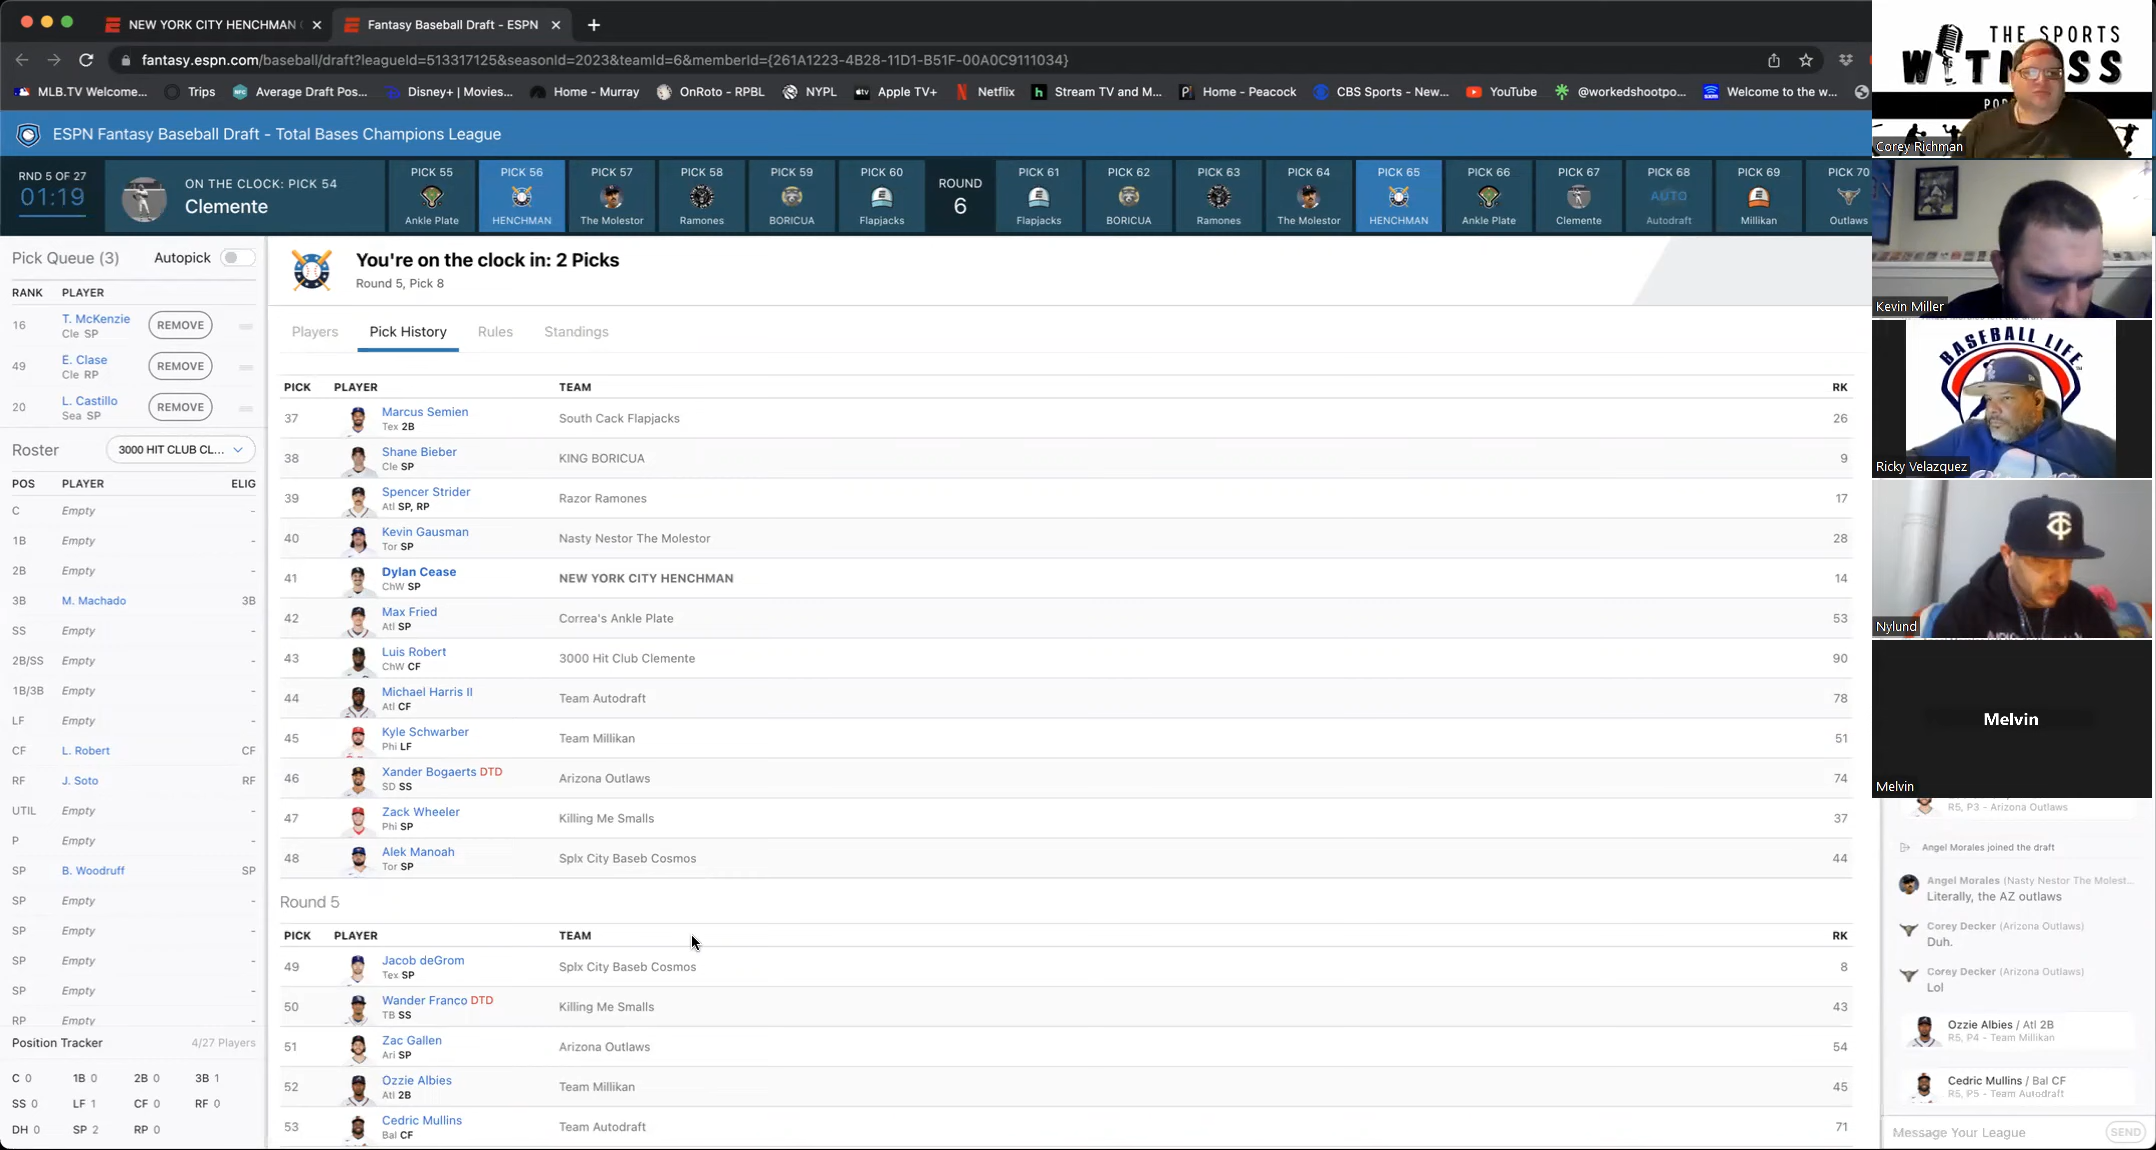 NEW YORK CITY HENCHMAN
Fantasy Baseball Draft - ESPN
fantasy.espn.com/baseball/draft?leagueId=513317125&seasonId=2023&teamId=6&memberId={261A1223-4B28-11D1-B51F-00A0C9111034}
MLB.TV Welcome... Trips Average Draft Pos... Disney+ | Movies... Home - Murray OnRoto - RPBL NYPL Apple TV+ Netflix Stream TV and M... Home - Peacock CBS Sports - New... YouTube @workedshootpo... Welcome to the w...
ESPN Fantasy Baseball Draft - Total Bases Champions League
RND 5 OF 27
01:19
ON THE CLOCK: PICK 54
Clemente
PICK 55
Ankle Plate
PICK 56
HENCHMAN
PICK 57
The Molestor
PICK 58
Ramones
PICK 59
BORICUA
PICK 60
Flapjacks
ROUND
6
PICK 61
Flapjacks
PICK 62
BORICUA
PICK 63
Ramones
PICK 64
The Molestor
PICK 65
HENCHMAN
PICK 66
Ankle Plate
PICK 67
Clemente
PICK 68
AUTO
Autodraft
PICK 69
Millikan
PICK 70
Outlaws
Pick Queue (3) Autopick
RANK PLAYER
16 T. McKenzie REMOVE
Cle SP
49 E. Clase REMOVE
Cle RP
20 L. Castillo REMOVE
Sea SP
Roster 3000 HIT CLUB CL...
POS PLAYER ELIG
C Empty -
1B Empty -
2B Empty -
3B M. Machado 3B
SS Empty -
2B/SS Empty -
1B/3B Empty -
LF Empty -
CF L. Robert CF
RF J. Soto RF
UTIL Empty -
P Empty -
SP B. Woodruff SP
SP Empty -
SP Empty -
SP Empty -
SP Empty -
RP Empty -
Position Tracker 4/27 Players
C 0 1B 0 2B 0 3B 1
SS 0 LF 1 CF 0 RF 0
DH 0 SP 2 RP 0
You're on the clock in: 2 Picks
Round 5, Pick 8
Players Pick History Rules Standings
PICK PLAYER TEAM RK
37 Marcus Semien South Cack Flapjacks 26
Tex 2B
38 Shane Bieber KING BORICUA 9
Cle SP
39 Spencer Strider Razor Ramones 17
Atl SP, RP
40 Kevin Gausman Nasty Nestor The Molestor 28
Tor SP
41 Dylan Cease NEW YORK CITY HENCHMAN 14
ChW SP
42 Max Fried Correa's Ankle Plate 53
Atl SP
43 Luis Robert 3000 Hit Club Clemente 90
ChW CF
44 Michael Harris II Team Autodraft 78
Atl CF
45 Kyle Schwarber Team Millikan 51
Phi LF
46 Xander Bogaerts DTD Arizona Outlaws 74
SD SS
47 Zack Wheeler Killing Me Smalls 37
Phi SP
48 Alek Manoah Splx City Baseb Cosmos 44
Tor SP
Round 5
PICK PLAYER TEAM RK
49 Jacob deGrom Splx City Baseb Cosmos 8
Tex SP
50 Wander Franco DTD Killing Me Smalls 43
TB SS
51 Zac Gallen Arizona Outlaws 54
Ari SP
52 Ozzie Albies Team Millikan 45
Atl 2B
53 Cedric Mullins Team Autodraft 71
Bal CF
THE SPORTS
WITNESS
Corey Richman
Kevin Miller
BASEBALL LIFE
Ricky Velazquez
TC
Nylund
Melvin
Melvin
R5, P3 - Arizona Outlaws
Angel Morales joined the draft
Angel Morales (Nasty Nestor The Molest...
Literally, the AZ outlaws
Corey Decker (Arizona Outlaws)
Duh.
Corey Decker (Arizona Outlaws)
Lol
Ozzie Albies / Atl 2B
R5, P4 - Team Millikan
Cedric Mullins / Bal CF
R5, P5 - Team Autodraft
Message Your League SEND